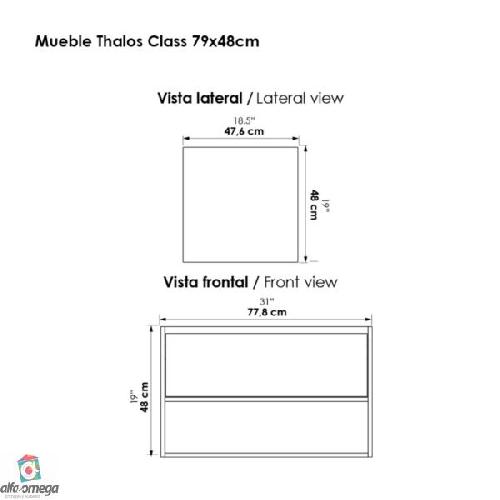 Mueble Thalos Class 79x48cm
Vista lateral / Lateral view
18.5"
47,6 cm
48 cm
19"
Vista frontal / Front view
31"
77,8 cm
19"
48 cm
alfa omega